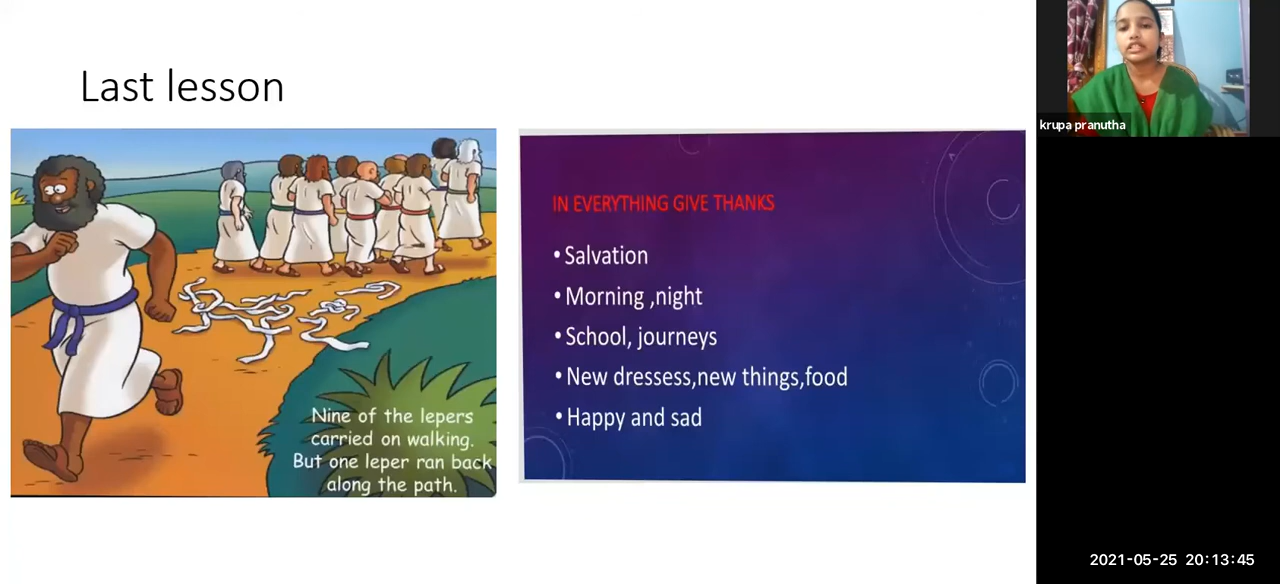 Last lesson
Nine of the lepers
carried on walking.
But one leper ran back
along the path.
IN EVERYTHING GIVE THANKS
• Salvation
• Morning ,night
• School, journeys
• New dressess,new things,food
• Happy and sad
krupa pranutha
2021-05-25 20:13:45